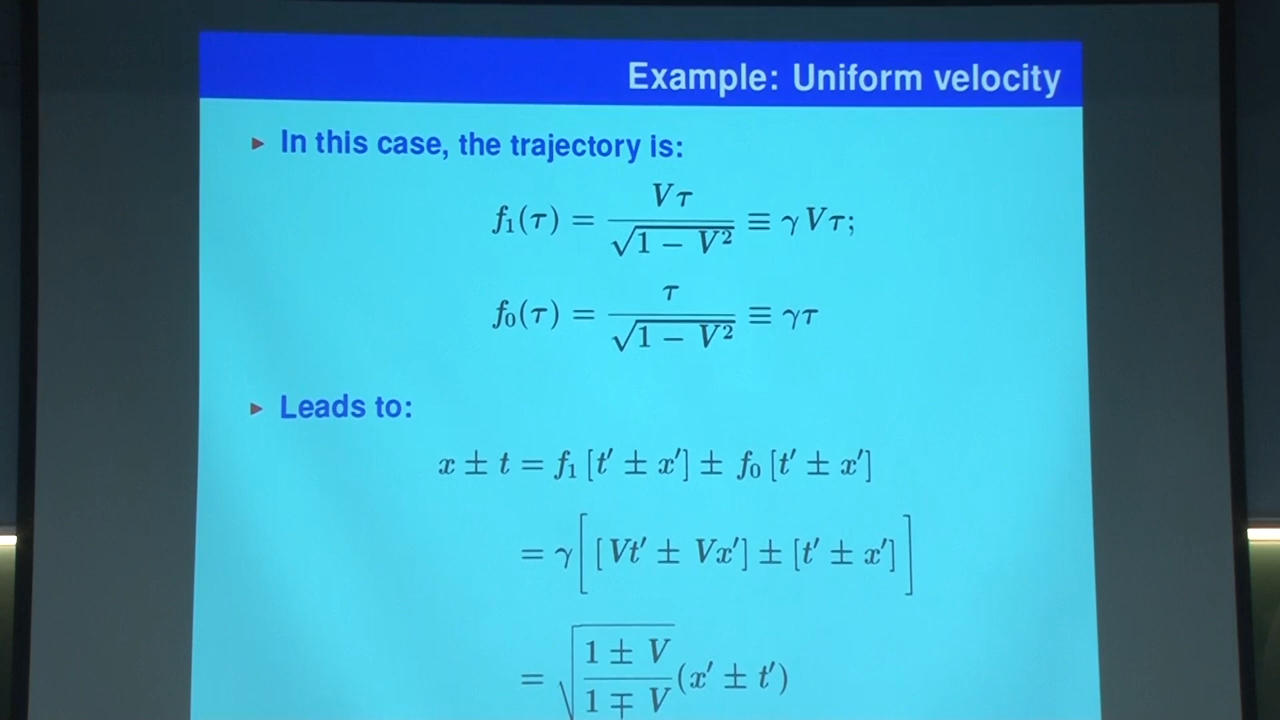 Example: Uniform velocity
▸ In this case, the trajectory is:
f₁(τ) = Vτ / √(1 − V²) ≡ γVτ;
f₀(τ) = τ / √(1 − V²) ≡ γτ
▸ Leads to:
x ± t = f₁ [t′ ± x′] ± f₀ [t′ ± x′]
= γ[ [Vt′ ± Vx′] ± [t′ ± x′] ]
= √((1 ± V) / (1 ∓ V)) (x′ ± t′)